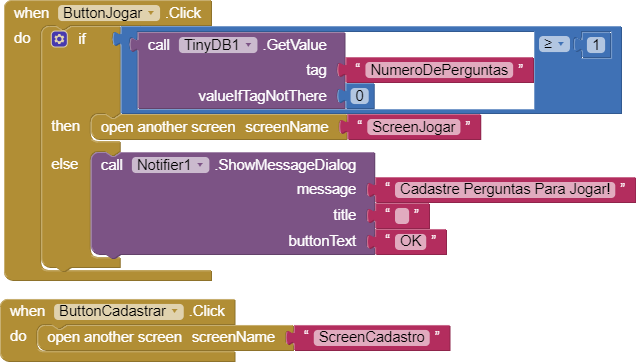 when ButtonJogar .Click
do if call TinyDB1 .GetValue ≥ 1
tag " NumeroDePerguntas "
valueIfTagNotThere 0
then open another screen screenName " ScreenJogar "
else call Notifier1 .ShowMessageDialog
message " Cadastre Perguntas Para Jogar! "
title " "
buttonText " OK "
when ButtonCadastrar .Click
do open another screen screenName " ScreenCadastro "